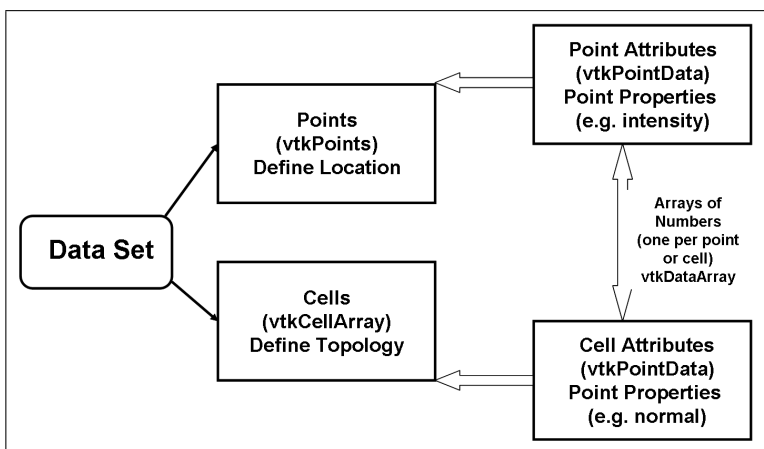 Data Set
Points
(vtkPoints)
Define Location
Cells
(vtkCellArray)
Define Topology
Point Attributes
(vtkPointData)
Point Properties
(e.g. intensity)
Arrays of
Numbers
(one per point
or cell)
vtkDataArray
Cell Attributes
(vtkPointData)
Point Properties
(e.g. normal)